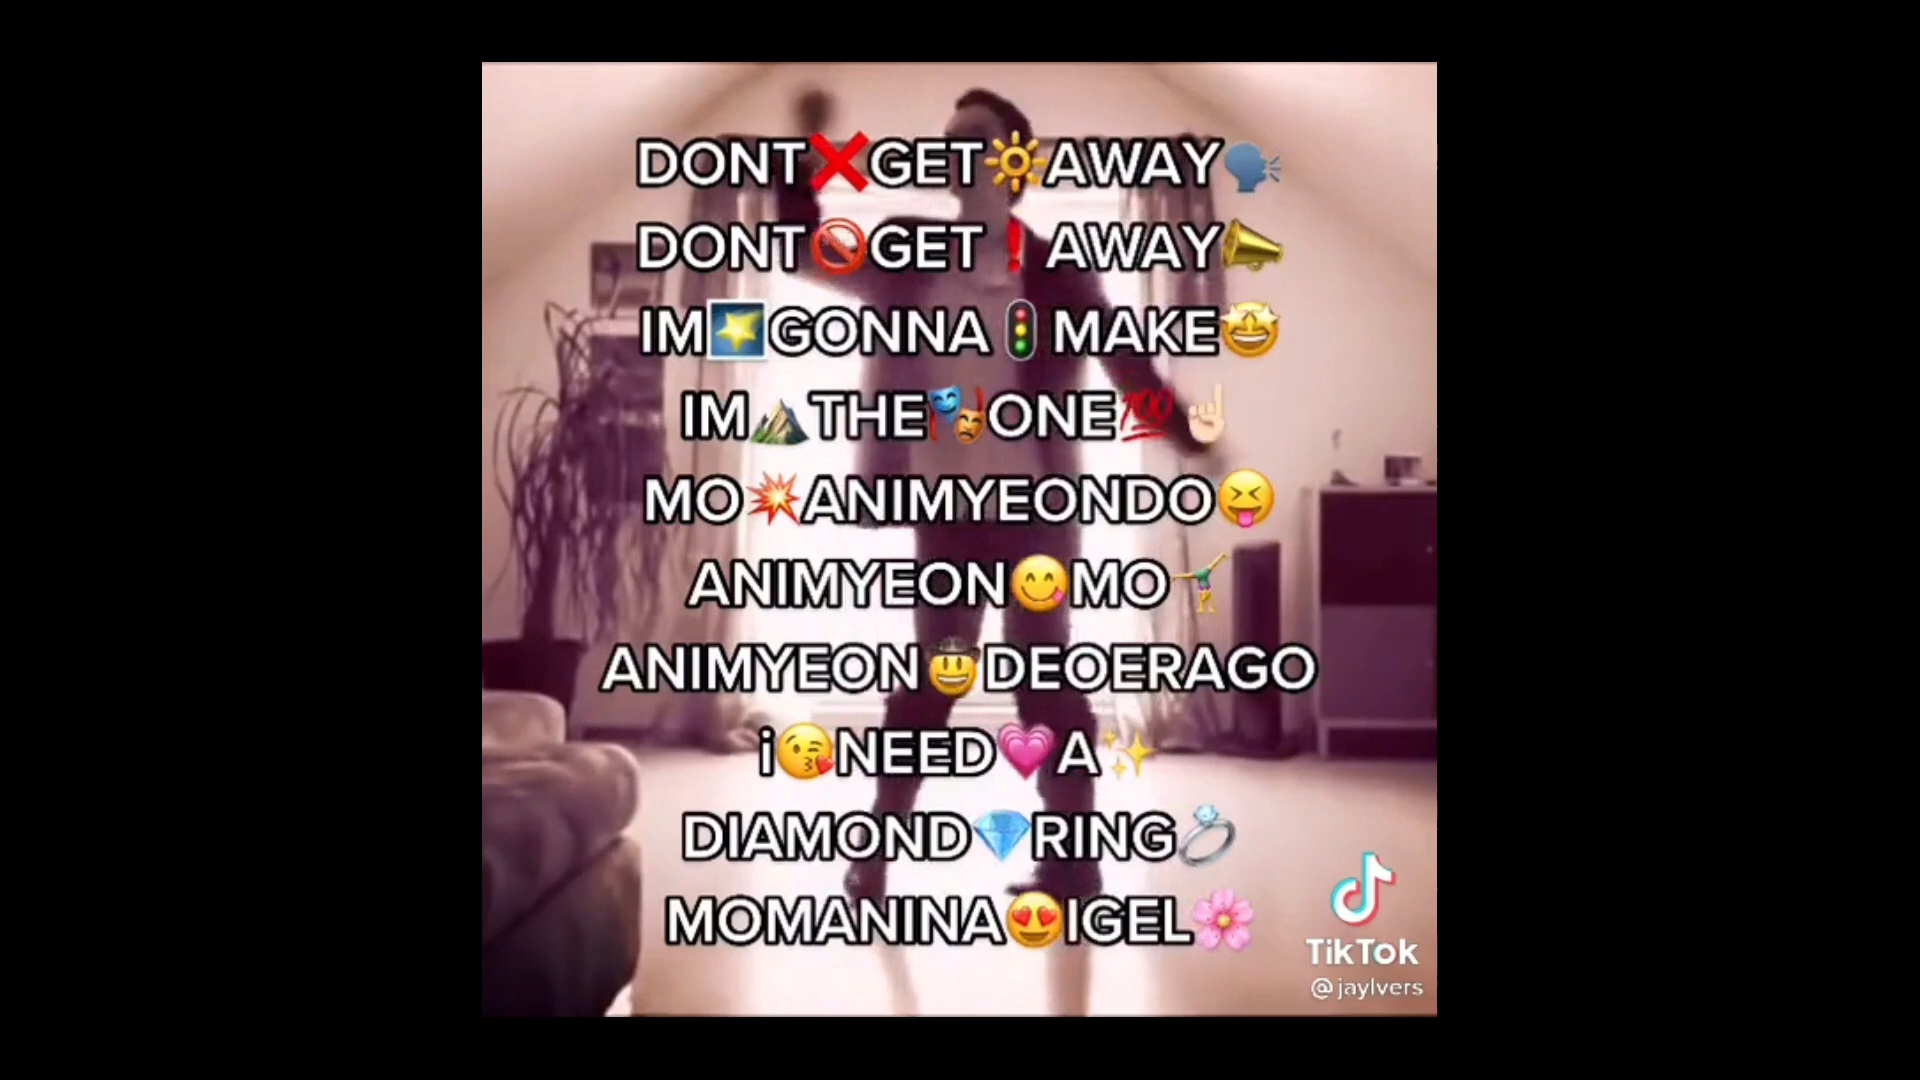 DONT❌GET🔆AWAY🗣️
DONT🚫GET❗AWAY📣
IM🌠GONNA🚦MAKE🤩
IM⛰️THE🎭ONE💯☝🏻
MO💥ANIMYEONDO😝
ANIMYEON😋MO🤸‍♂️
ANIMYEON🤠DEOERAGO
i😘NEED💗A✨
DIAMOND💎RING💍
MOMANINA😍IGEL🌸
TikTok
@jaylvers